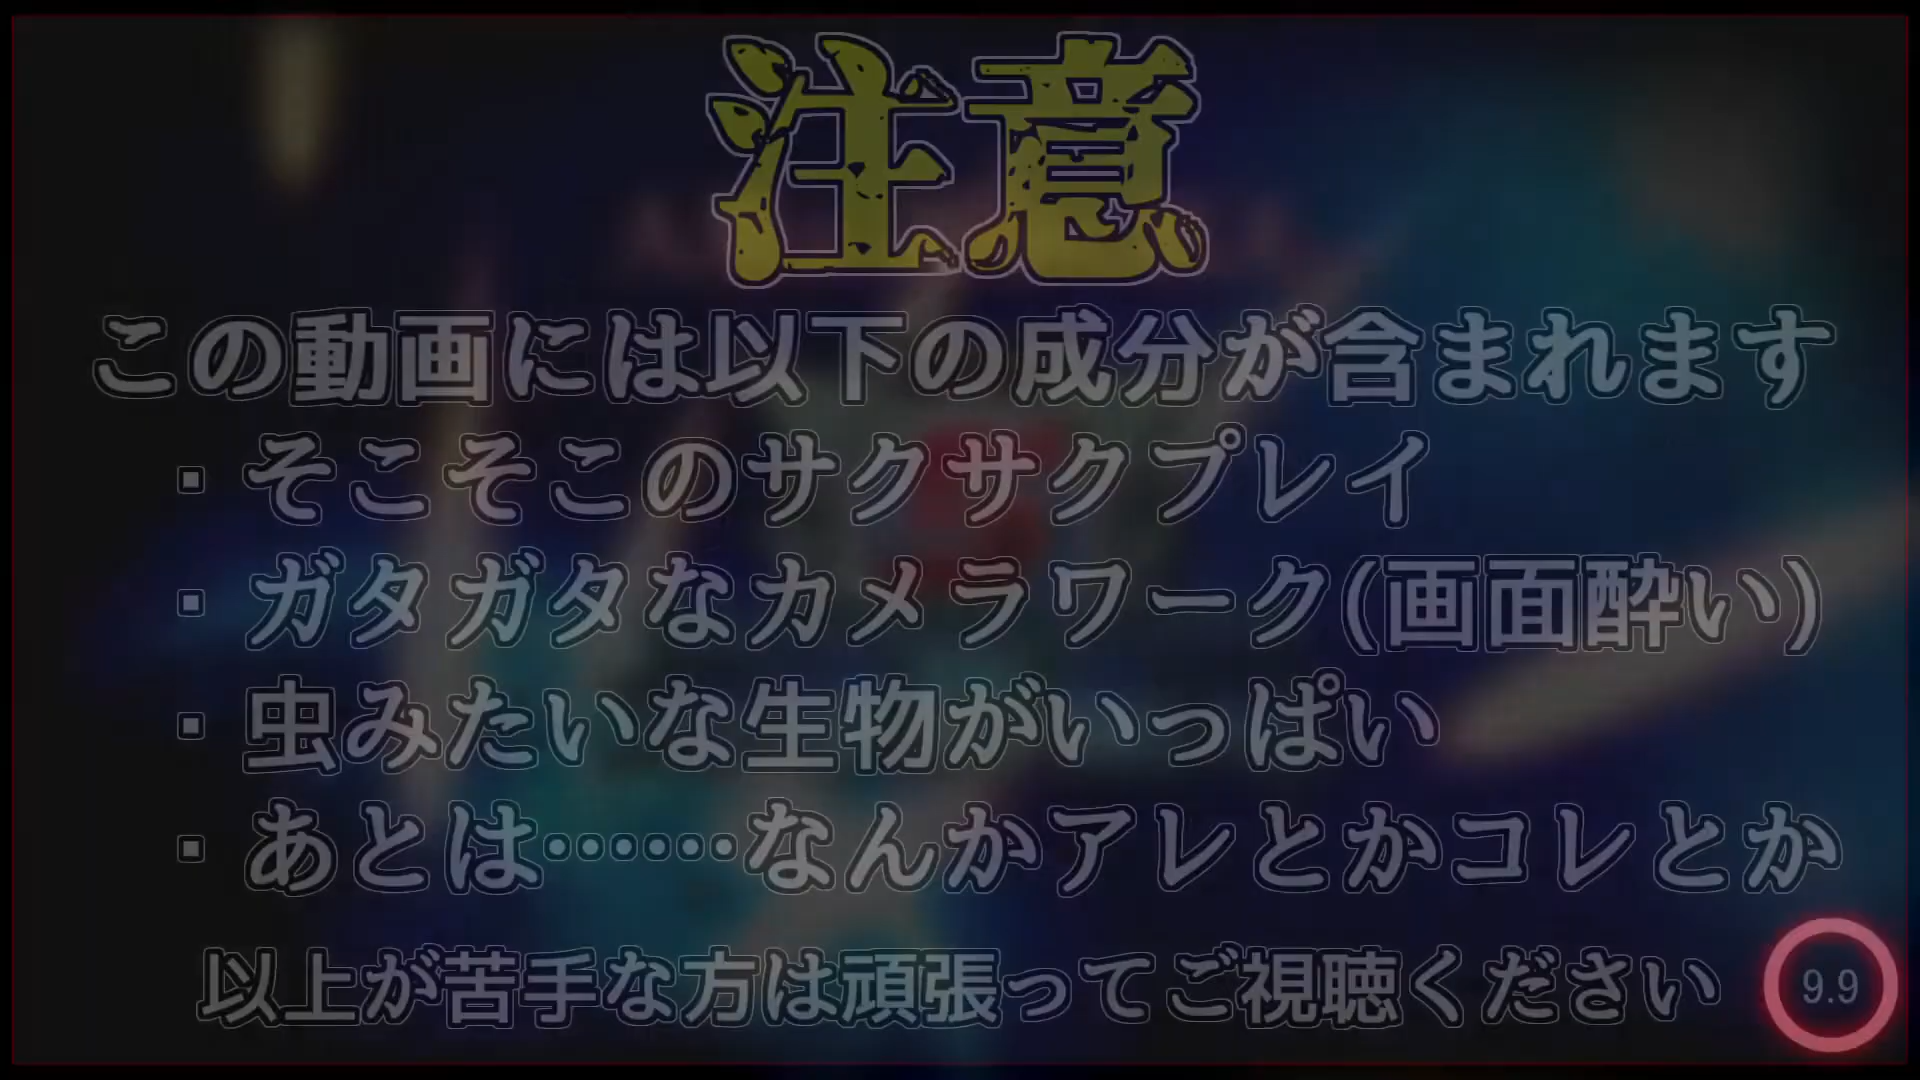 注意
この動画には以下の成分が含まれます
・そこそこのサクサクプレイ
・ガタガタなカメラワーク(画面酔い)
・虫みたいな生物がいっぱい
・あとは……なんかアレとかコレとか
以上が苦手な方は頑張ってご視聴ください
9.9